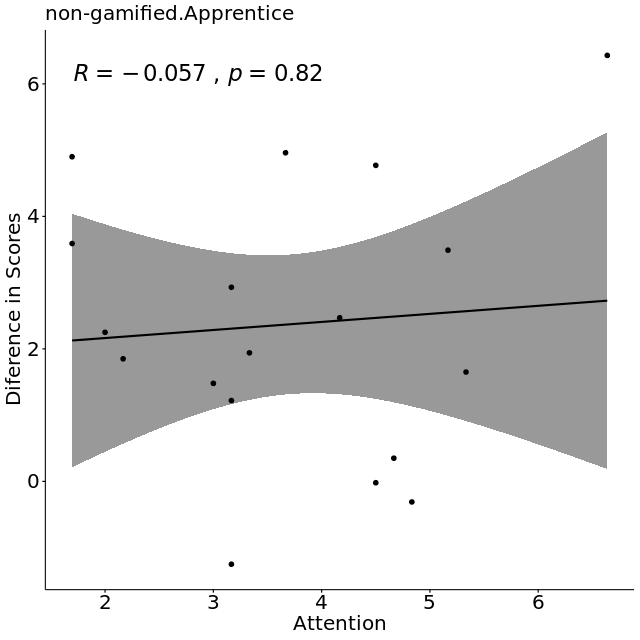 non-gamified.Apprentice
R = −0.057 , p = 0.82
Diference in Scores
6
4
2
0
2 3 4 5 6
Attention